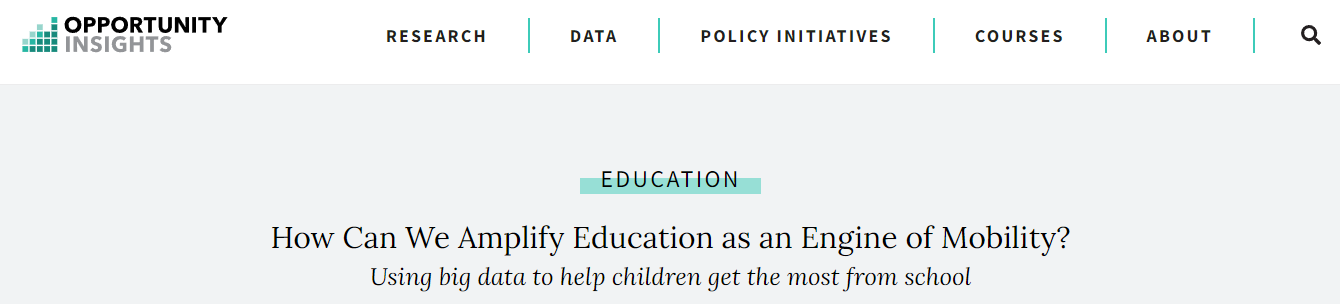 OPPORTUNITY
INSIGHTS
RESEARCH DATA POLICY INITIATIVES COURSES ABOUT
EDUCATION
How Can We Amplify Education as an Engine of Mobility?
Using big data to help children get the most from school